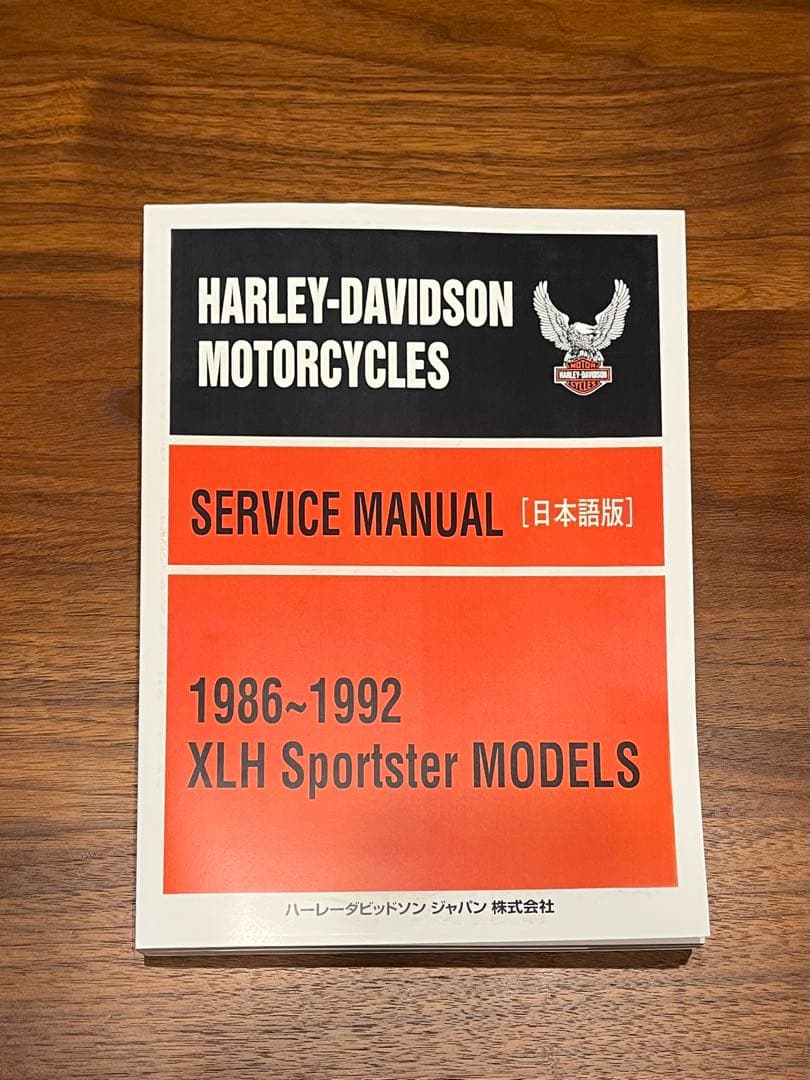 HARLEY-DAVIDSON
MOTORCYCLES
MOTOR
HARLEY-DAVIDSON
CYCLES
SERVICE MANUAL [日本語版]
1986~1992
XLH Sportster MODELS
ハーレーダビッドソン ジャパン 株式会社